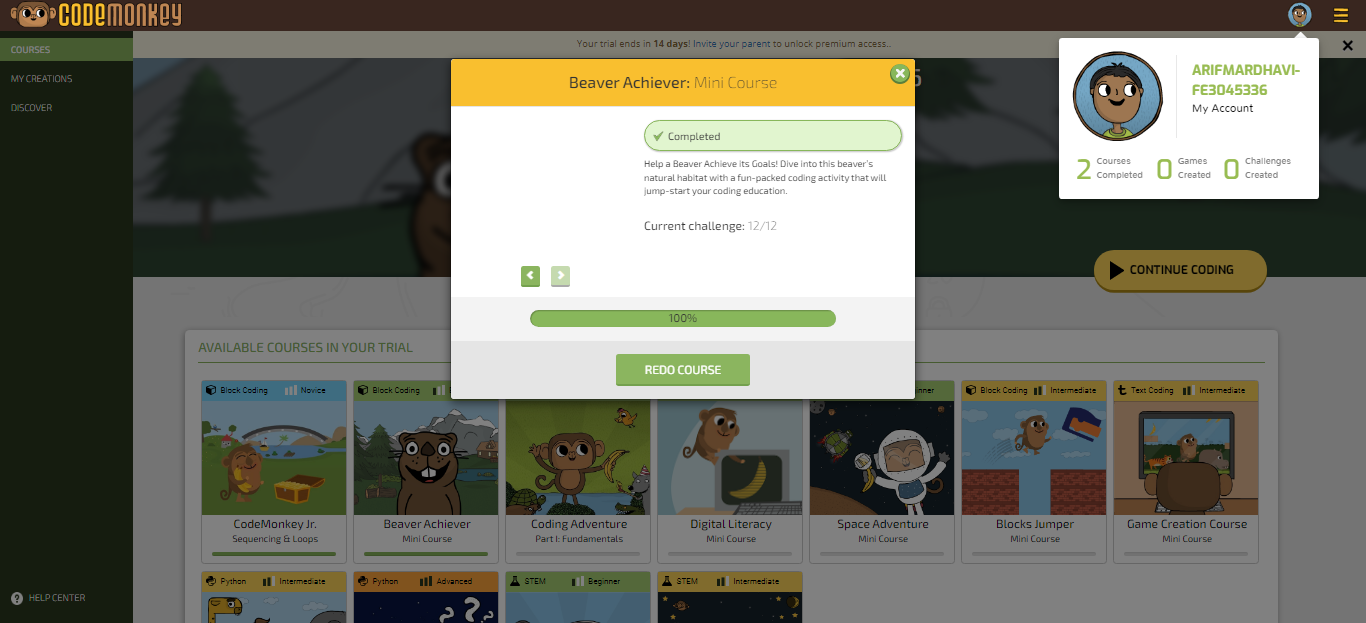 CODEMONKEY
COURSES
MY CREATIONS
DISCOVER
HELP CENTER
Your trial ends in 14 days! Invite your parent to unlock premium access..
ARIFMARDHAVI-
FE3045336
My Account
2 Courses Completed
0 Games Created
0 Challenges Created
Beaver Achiever: Mini Course
Completed
Help a Beaver Achieve its Goals! Dive into this beaver's
natural habitat with a fun-packed coding activity that will
jump-start your coding education.
Current challenge: 12/12
100%
REDO COURSE
CONTINUE CODING
AVAILABLE COURSES IN YOUR TRIAL
Block Coding Novice
Block Coding
Block Coding Intermediate
Text Coding Intermediate
CodeMonkey Jr.
Sequencing & Loops
Beaver Achiever
Mini Course
Coding Adventure
Part I: Fundamentals
Digital Literacy
Mini Course
Space Adventure
Mini Course
Blocks Jumper
Mini Course
Game Creation Course
Mini Course
Python Intermediate
Python Advanced
STEM Beginner
STEM Intermediate